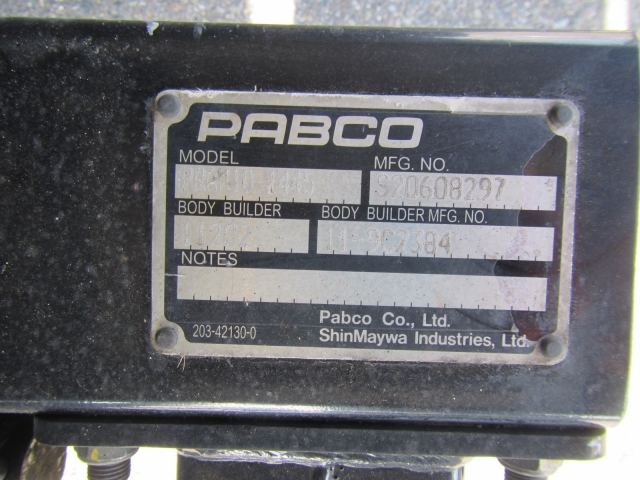 PABCO
MODEL MFG. NO.
S20608297
BODY BUILDER BODY BUILDER MFG. NO.
NOTES
203-42130-0 Pabco Co., Ltd.
ShinMaywa Industries, Ltd.